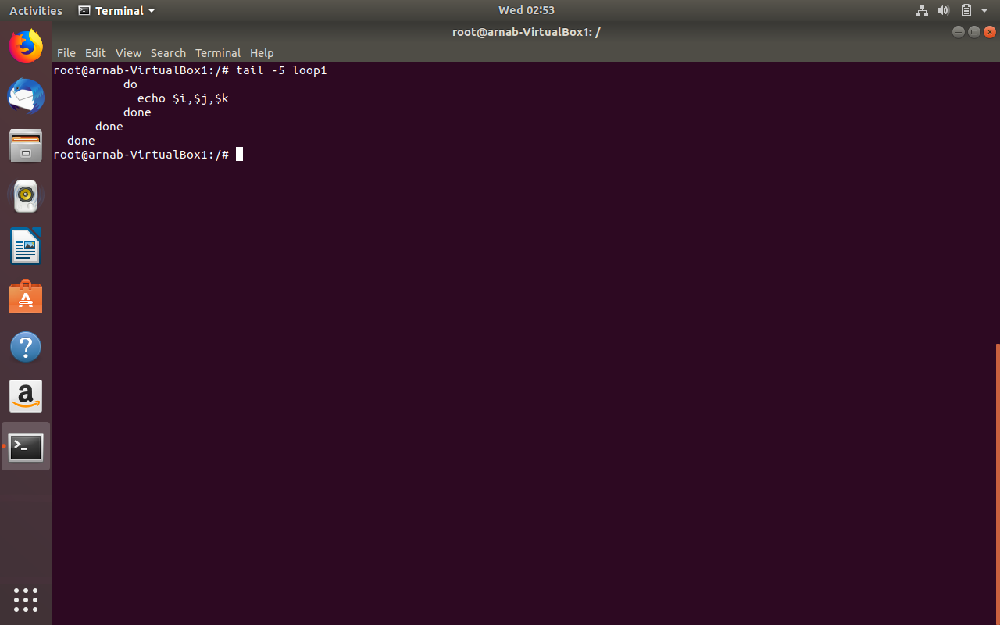 Activities Terminal Wed 02:53
root@arnab-VirtualBox1: /
File Edit View Search Terminal Help
root@arnab-VirtualBox1:/# tail -5 loop1
          do
            echo $i,$j,$k
          done
      done
  done
root@arnab-VirtualBox1:/#